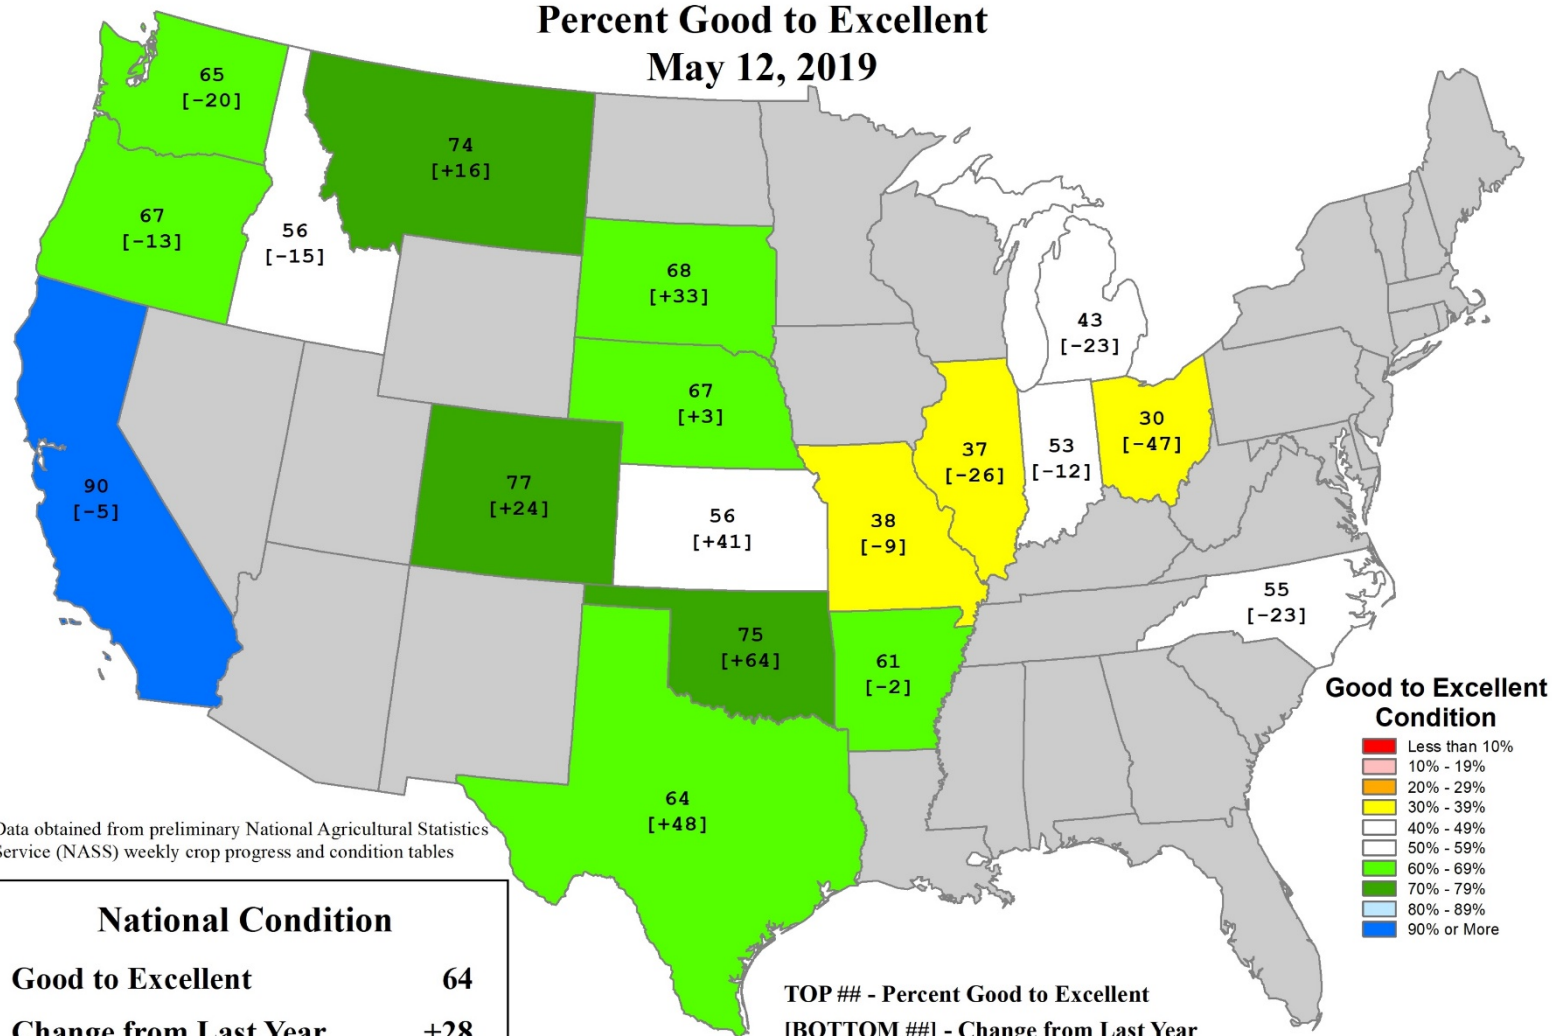 Percent Good to Excellent
May 12, 2019
65
[-20]
74
[+16]
67
[-13]
56
[-15]
68
[+33]
43
[-23]
67
[+3]
30
[-47]
37
[-26]
53
[-12]
90
[-5]
77
[+24]
56
[+41]
38
[-9]
55
[-23]
75
[+64]
61
[-2]
64
[+48]
Good to Excellent
Condition
Less than 10%
10% - 19%
20% - 29%
30% - 39%
40% - 49%
50% - 59%
60% - 69%
70% - 79%
80% - 89%
90% or More
Data obtained from preliminary National Agricultural Statistics
Service (NASS) weekly crop progress and condition tables
National Condition
Good to Excellent 64
Change from Last Year +28
TOP ## - Percent Good to Excellent
[BOTTOM ##] - Change from Last Year